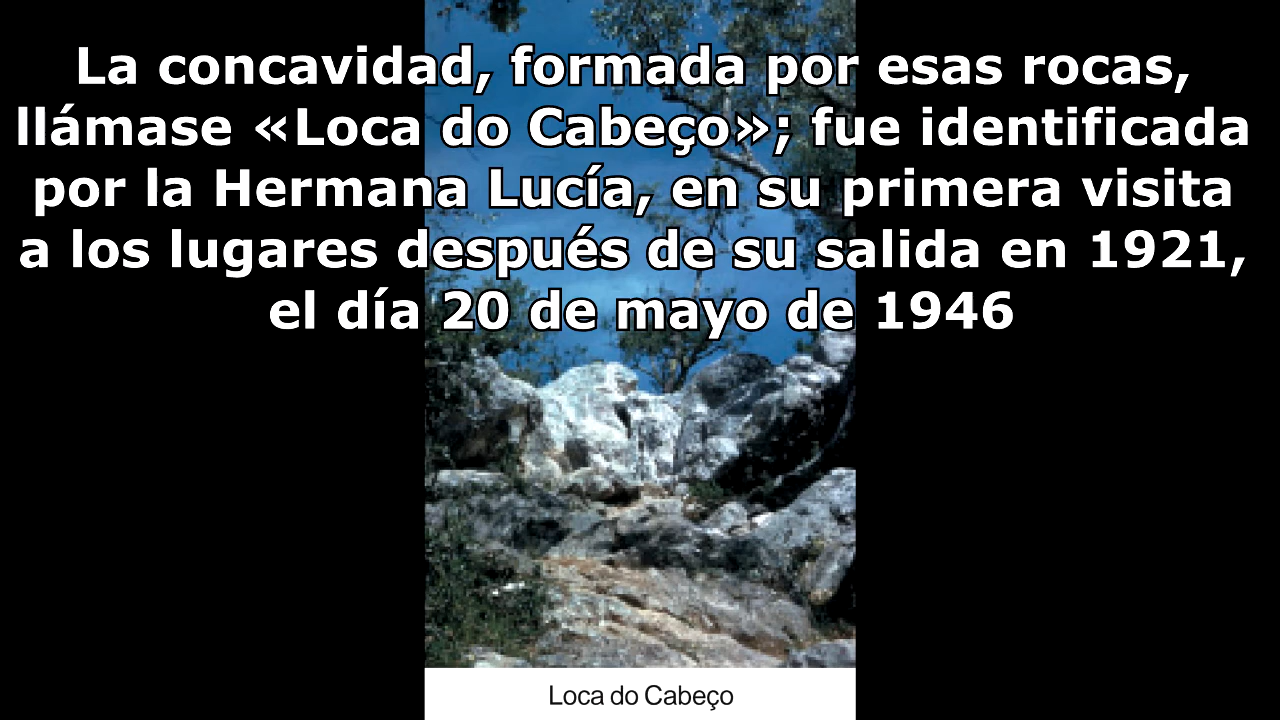 La concavidad, formada por esas rocas,
llámase «Loca do Cabeço»; fue identificada
por la Hermana Lucía, en su primera visita
a los lugares después de su salida en 1921,
el día 20 de mayo de 1946
Loca do Cabeço